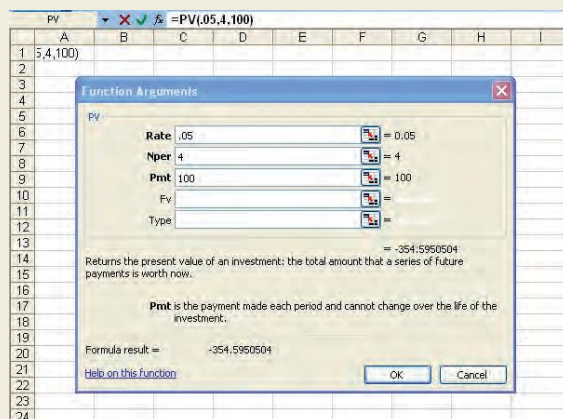 PV =PV(.05,4,100)
A B C D E F G H I
1 5,4,100)
2
3
4
5
6
7
8
9
10
11
12
13
14
15
16
17
18
19
20
21
22
23
24
Function Arguments
PV
Rate .05 = 0.05
Nper 4 = 4
Pmt 100 = 100
Fv =
Type =
= -354.5950504
Returns the present value of an investment: the total amount that a series of future
payments is worth now.
Pmt is the payment made each period and cannot change over the life of the
investment.
Formula result = -354.5950504
Help on this function OK Cancel